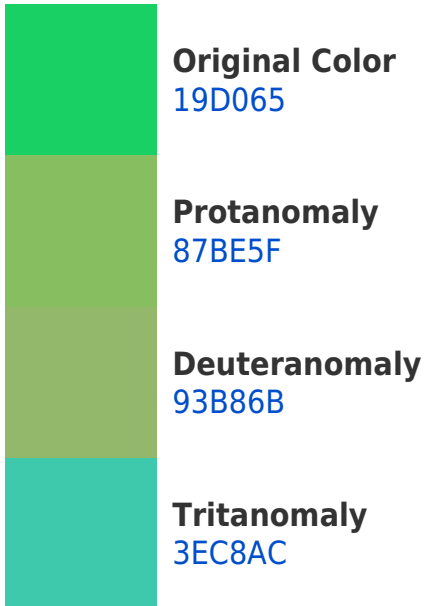 Original Color
19D065
Protanomaly
87BE5F
Deuteranomaly
93B86B
Tritanomaly
3EC8AC